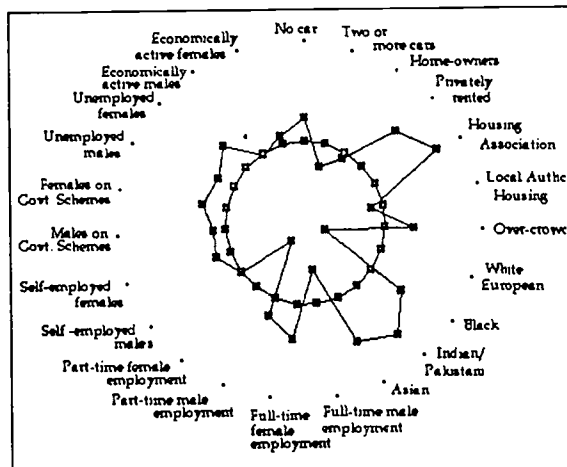 No car
Two or
more cars
Home-owners
Privately
rented
Housing
Association
Local Authc
Housing
Over-crowd
White
European
Black
Indian/
Pakistani
Asian
Full-time male
employment
Full-time
female
employment
Part-time male
employment
Part-time female
employment
Self-employed
males
Self-employed
females
Males on
Govt. Schemes
Females on
Govt Schemes
Unemployed
males
Unemployed
females
Economically
active males
Economically
active females